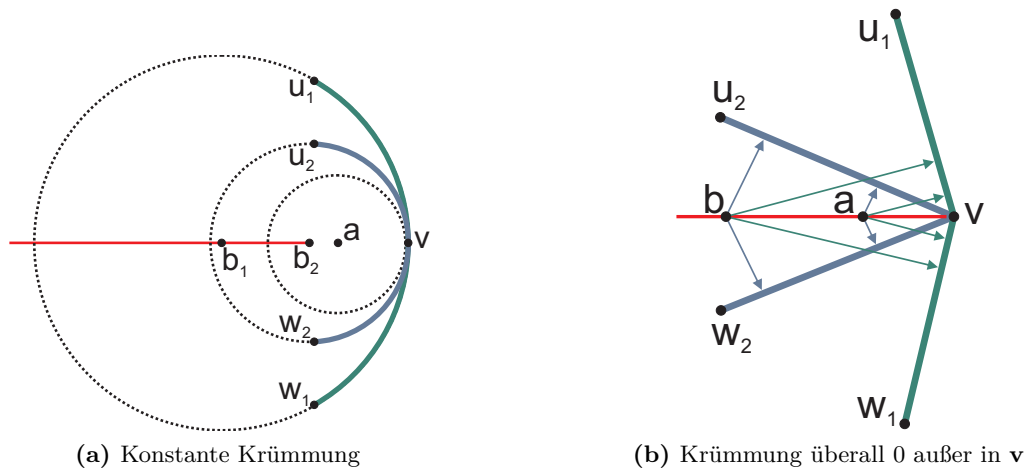 u₁
u₂
a
v
b₁
b₂
w₂
w₁
(a) Konstante Krümmung
u₁
u₂
b
a
v
w₂
w₁
(b) Krümmung überall 0 außer in v